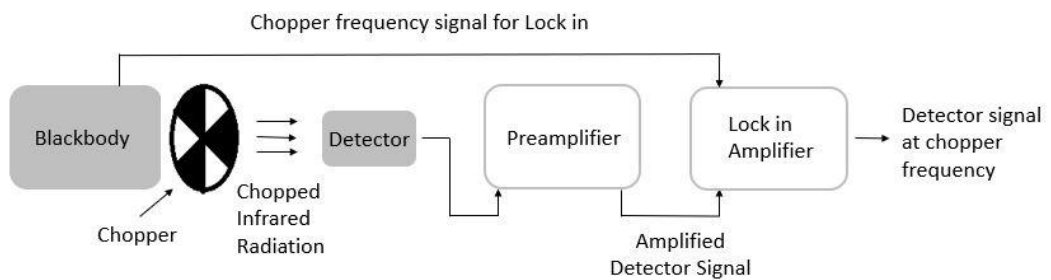 Chopper frequency signal for Lock in
Blackbody
Chopper
Chopped
Infrared
Radiation
Detector
Preamplifier
Amplified
Detector Signal
Lock in
Amplifier
Detector signal
at chopper
frequency